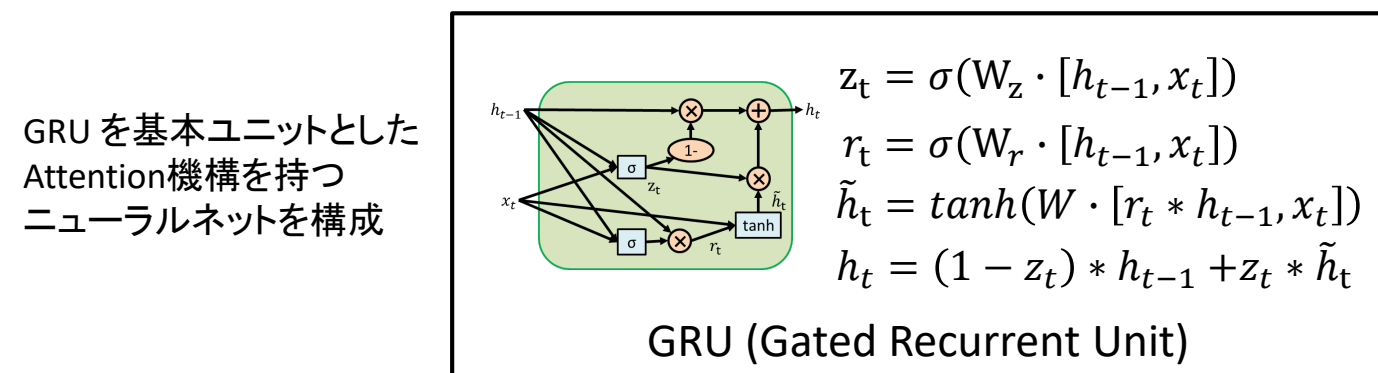 GRU を基本ユニットとした
Attention機構を持つ
ニューラルネットを構成
h_{t−1}
x_t
σ
z_t
σ
1-
r_t
tanh
h̃_t
h_t
z_t = σ(W_z · [h_{t−1}, x_t])
r_t = σ(W_r · [h_{t−1}, x_t])
h̃_t = tanh(W · [r_t * h_{t−1}, x_t])
h_t = (1 − z_t) * h_{t−1} +z_t * h̃_t
GRU (Gated Recurrent Unit)